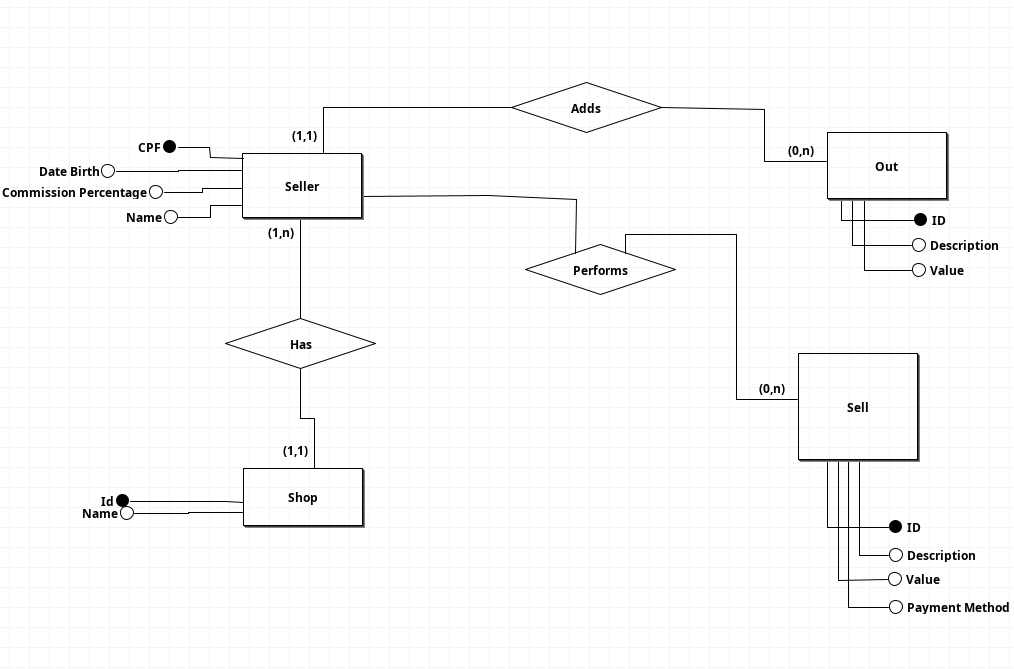 Adds
(1,1)
CPF
(0,n)
Out
Date Birth
Seller
Commission Percentage
Name
ID
(1,n)
Description
Performs
Value
Has
(0,n)
Sell
(1,1)
Shop
Id
Name
ID
Description
Value
Payment Method